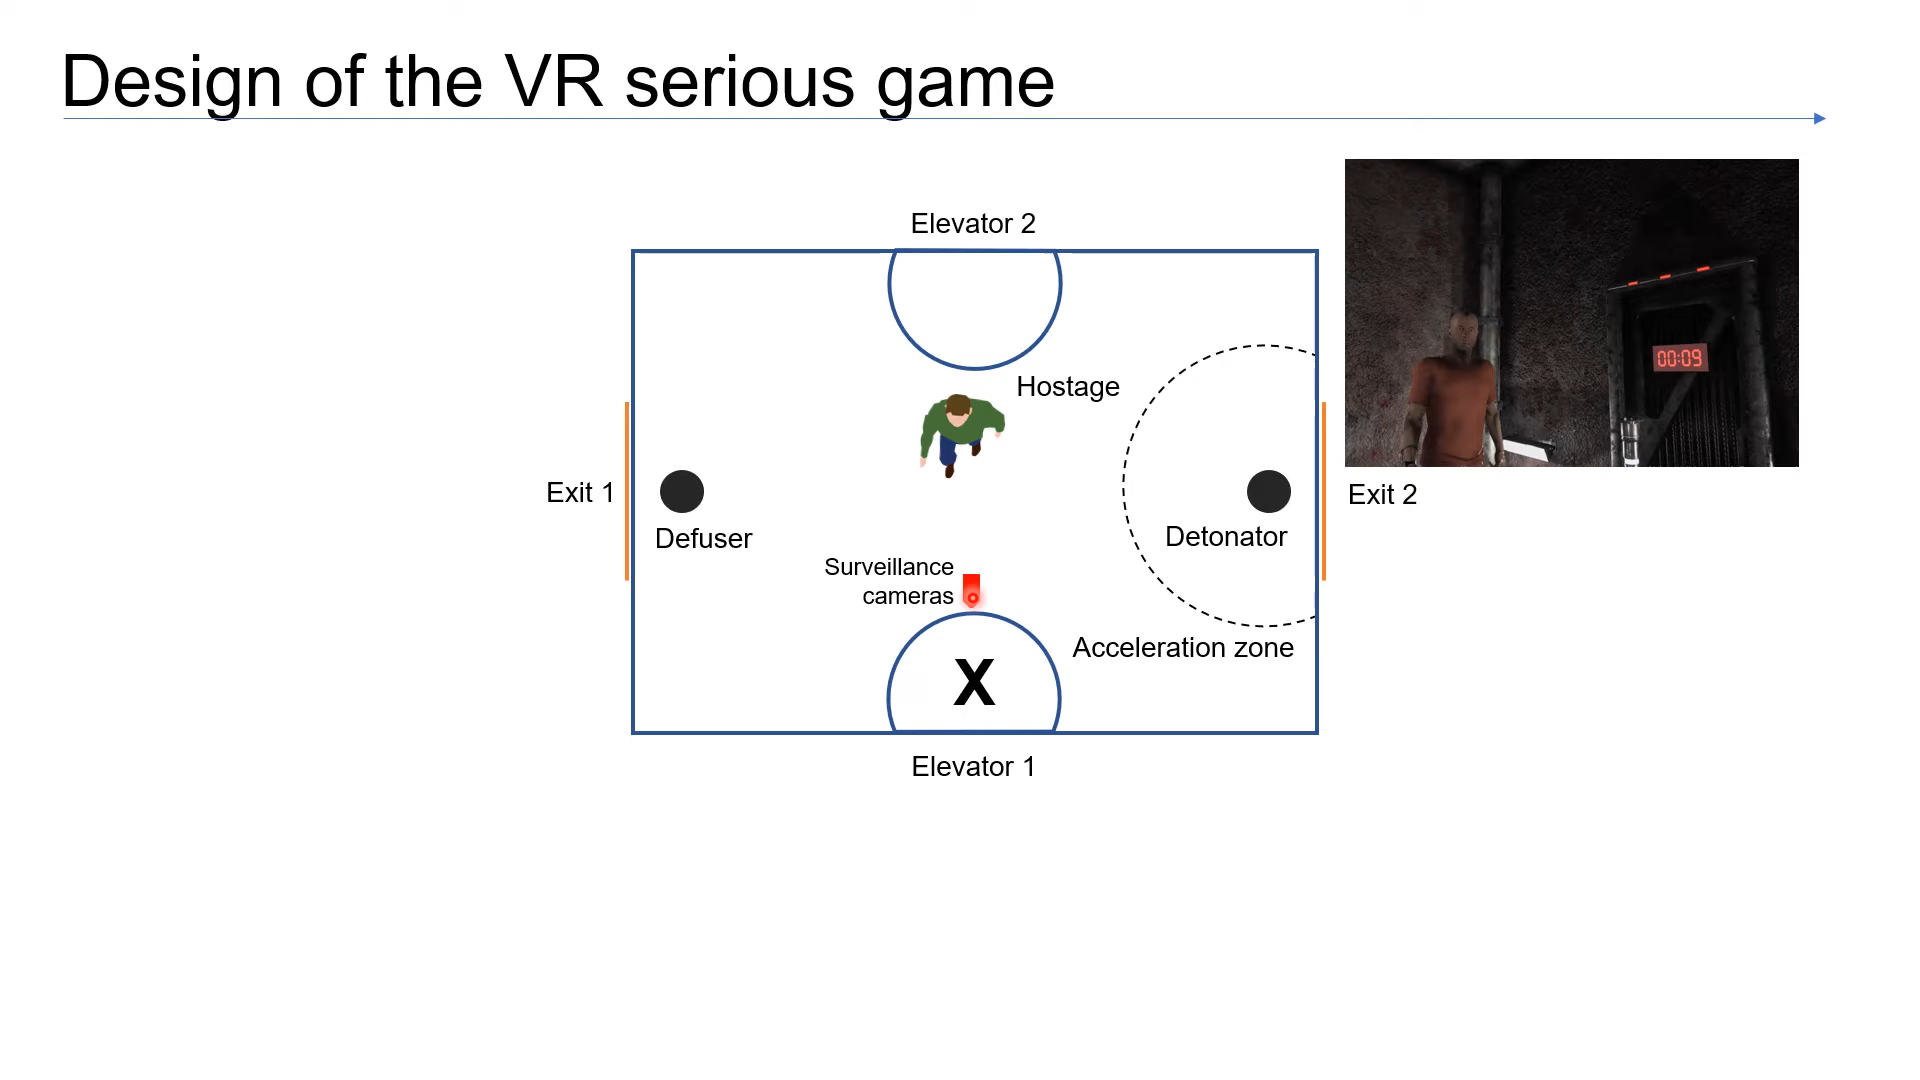 Design of the VR serious game
Elevator 2
Hostage
00:09
Exit 1
Defuser
Detonator
Exit 2
Surveillance
cameras
Acceleration zone
X
Elevator 1